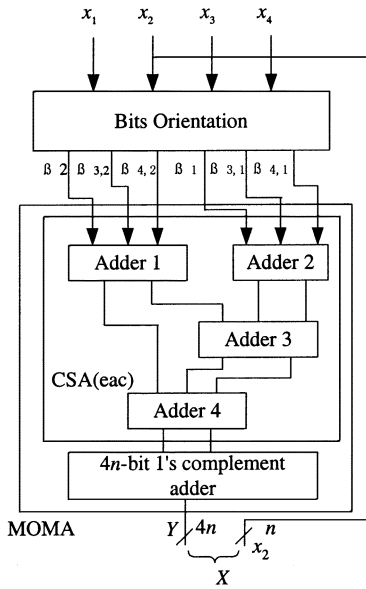 x1 x2 x3 x4
Bits Orientation
ß 2 ß 3,2 ß 4, 2 ß 1 ß 3, 1 ß 4, 1
Adder 1 Adder 2
Adder 3
CSA(eac)
Adder 4
4n-bit 1's complement
adder
MOMA
Y 4n n
x2
X